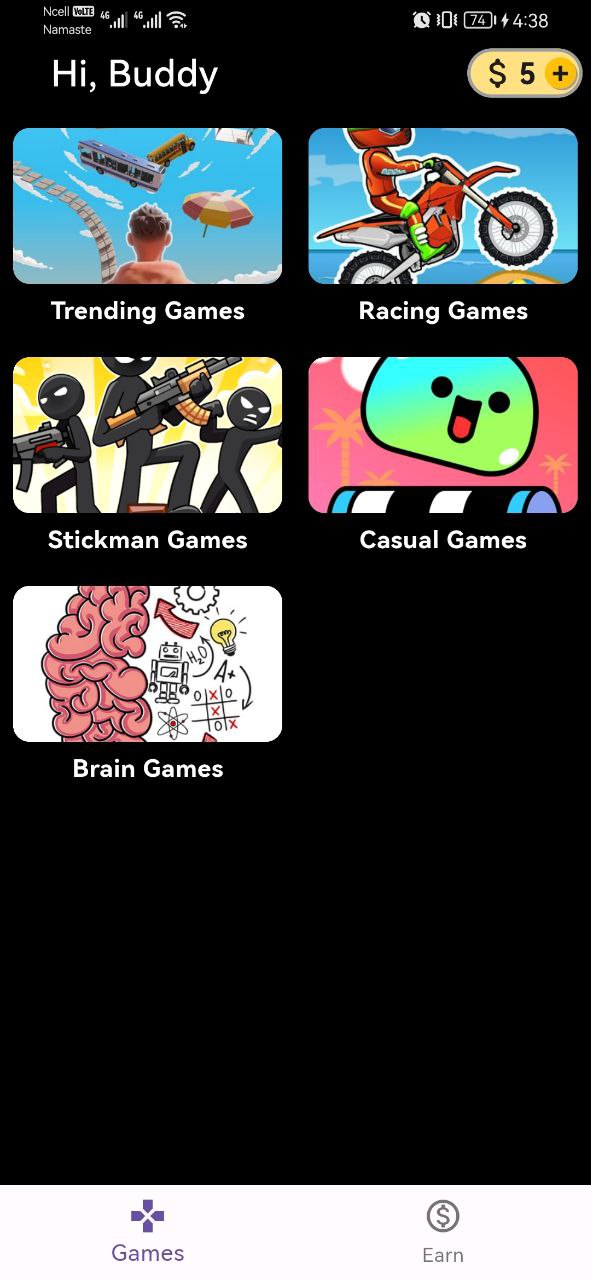 Ncell VoLTE
Namaste
4G
4G
74
4:38
Hi, Buddy
$ 5 +
Trending Games
Racing Games
Stickman Games
Casual Games
H₂O
A+
O X O
X
O X
Brain Games
Games
$
Earn